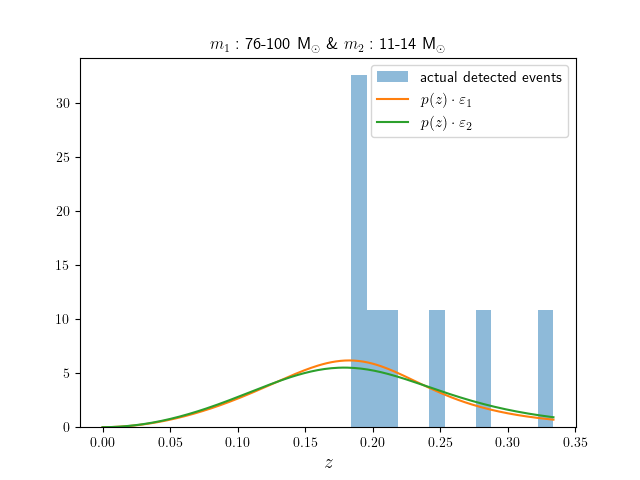 m₁ : 76-100 M⊙ & m₂ : 11-14 M⊙
actual detected events
p(z) · ε₁
p(z) · ε₂
30
25
20
15
10
5
0
0.00 0.05 0.10 0.15 0.20 0.25 0.30 0.35
z